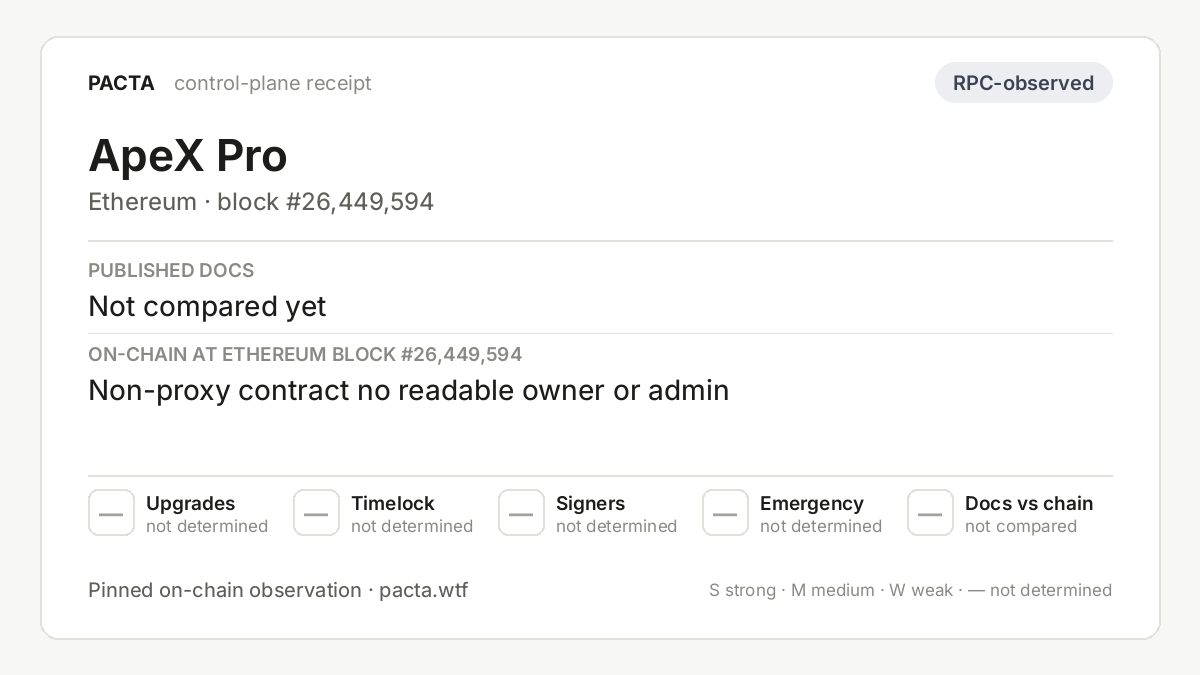 PACTA control-plane receipt
RPC-observed
ApeX Pro
Ethereum · block #26,449,594
PUBLISHED DOCS
Not compared yet
ON-CHAIN AT ETHEREUM BLOCK #26,449,594
Non-proxy contract no readable owner or admin
— Upgrades
not determined
— Timelock
not determined
— Signers
not determined
— Emergency
not determined
— Docs vs chain
not compared
Pinned on-chain observation · pacta.wtf
S strong · M medium · W weak · — not determined